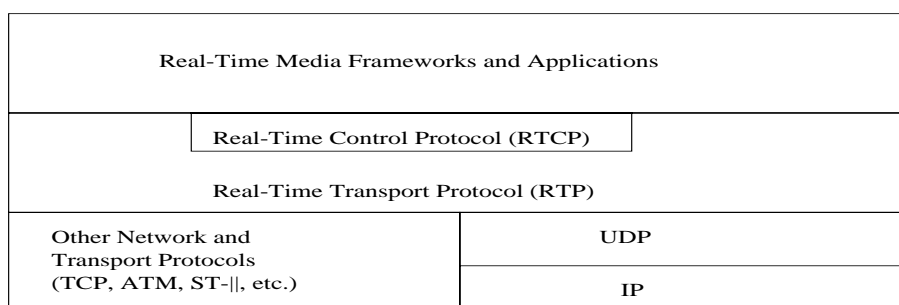 Real-Time Media Frameworks and Applications
Real-Time Control Protocol (RTCP)
Real-Time Transport Protocol (RTP)
Other Network and
Transport Protocols
(TCP, ATM, ST-||, etc.)
UDP
IP